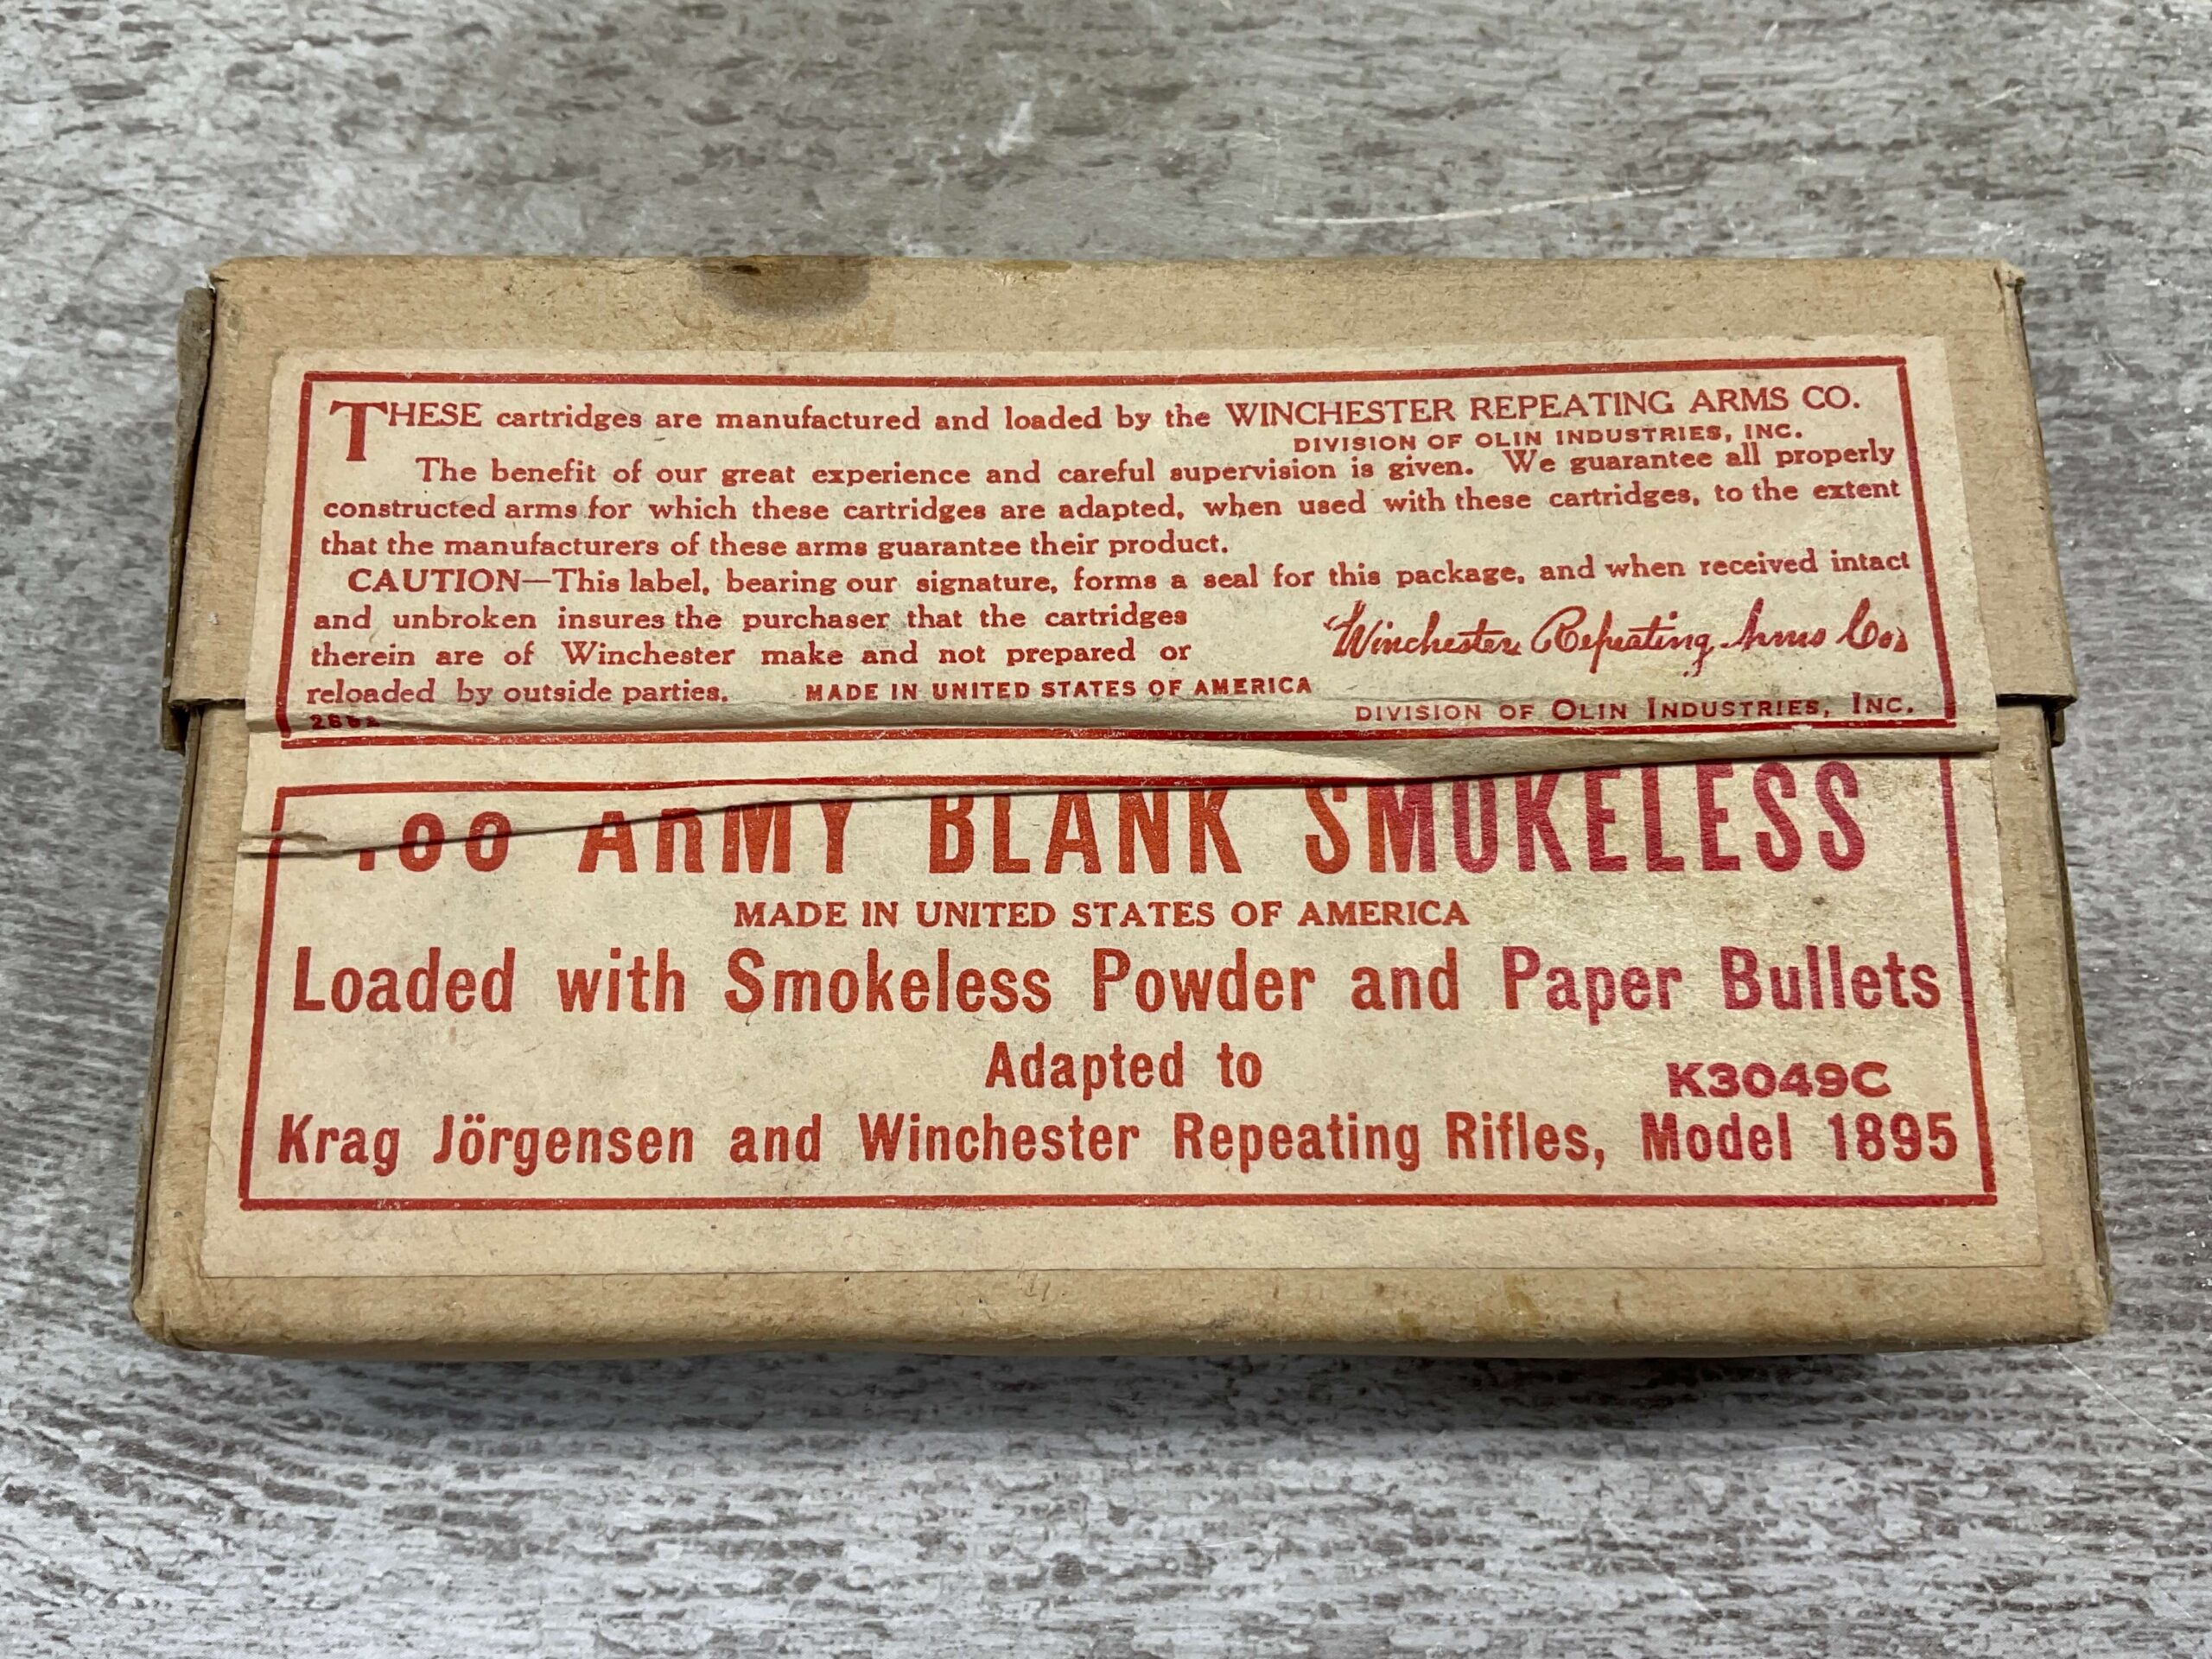 THESE cartridges are manufactured and loaded by the WINCHESTER REPEATING ARMS CO.
DIVISION OF OLIN INDUSTRIES, INC.
The benefit of our great experience and careful supervision is given. We guarantee all properly
constructed arms for which these cartridges are adapted, when used with these cartridges, to the extent
that the manufacturers of these arms guarantee their product.
CAUTION—This label, bearing our signature, forms a seal for this package, and when received intact
and unbroken insures the purchaser that the cartridges
therein are of Winchester make and not prepared or
reloaded by outside parties.
MADE IN UNITED STATES OF AMERICA
Winchester Repeating Arms Co.
DIVISION OF OLIN INDUSTRIES, INC.
ARMY BLANK SMOKELESS
MADE IN UNITED STATES OF AMERICA
Loaded with Smokeless Powder and Paper Bullets
Adapted to
K3049C
Krag Jörgensen and Winchester Repeating Rifles, Model 1895